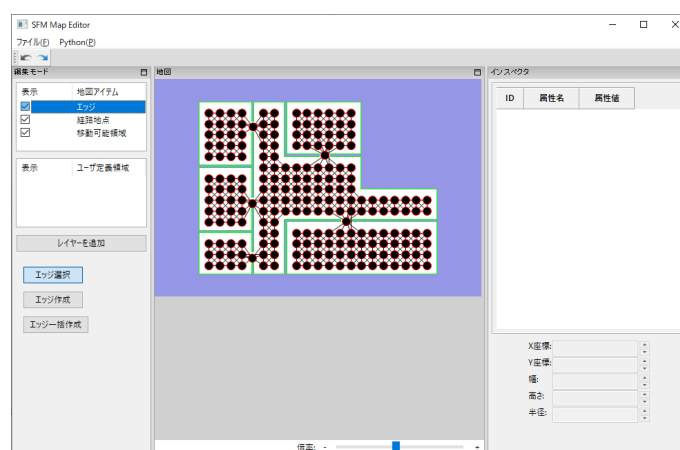 SFM Map Editor
ファイル(F) Python(P)
編集モード
表示 地図アイテム
エッジ
経路地点
移動可能領域
表示 ユーザ定義領域
レイヤーを追加
エッジ選択
エッジ作成
エッジ一括作成
地図
倍率: - +
インスペクタ
ID 属性名 属性値
X座標:
Y座標:
幅:
高さ:
半径: